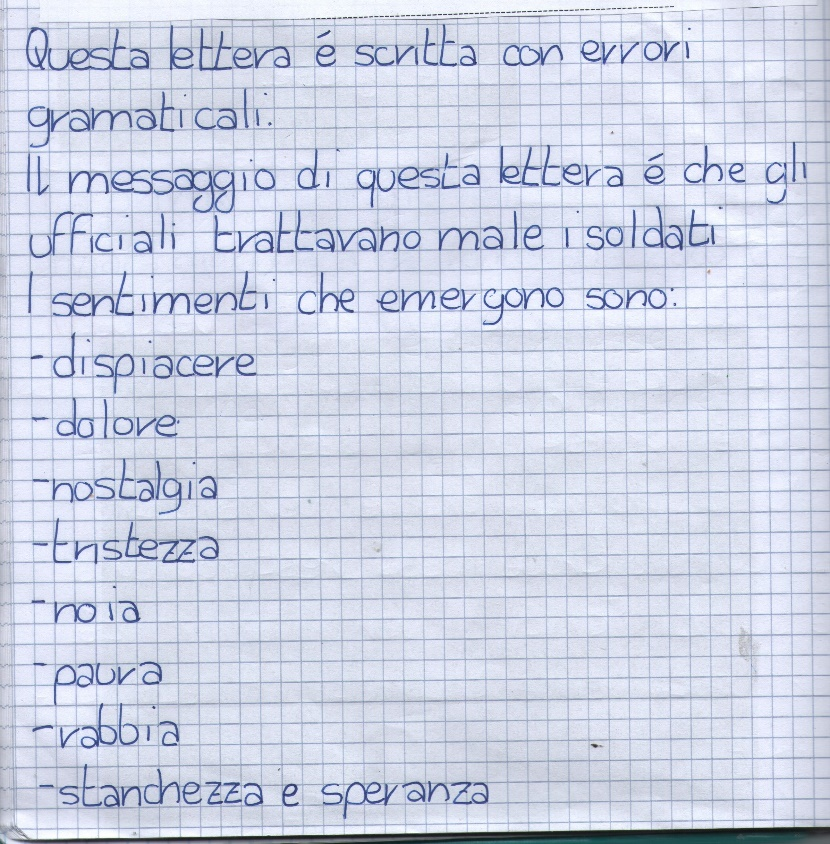 Questa lettera é scritta con errori
gramaticali.
Il messaggio di questa lettera é che gli
ufficiali trattavano male i soldati
I sentimenti che emergono sono:
-dispiacere
-dolore
-nostalgia
-tristezza
-noia
-paura
-rabbia
-stanchezza e speranza